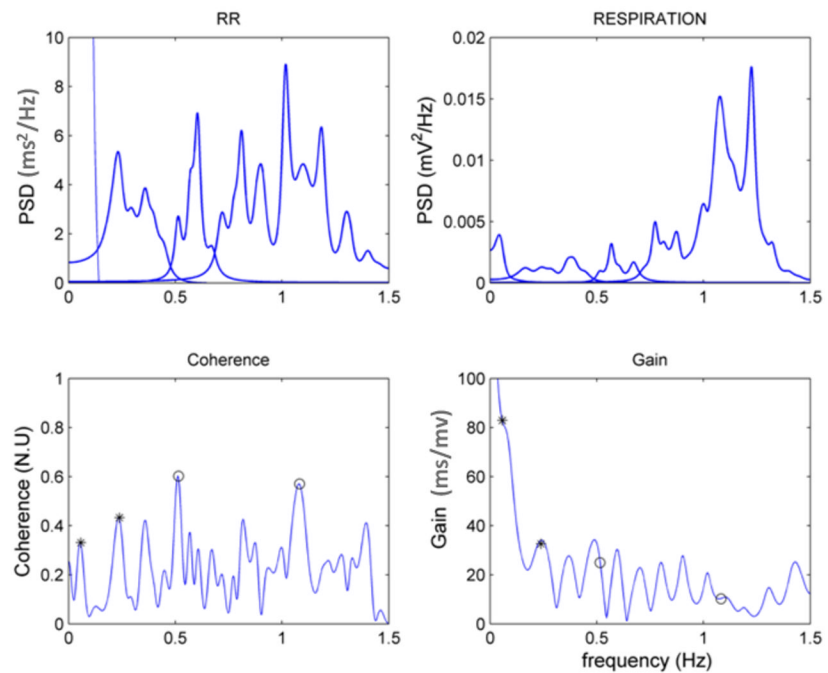 RR
PSD (ms²/Hz)
10
8
6
4
2
0
0 0.5 1 1.5
RESPIRATION
PSD (mV²/Hz)
0.02
0.015
0.01
0.005
0
0 0.5 1 1.5
Coherence
Coherence (N.U)
1
0.8
0.6
0.4
0.2
0
0 0.5 1 1.5
Gain
Gain (ms/mv)
100
80
60
40
20
0
0 0.5 1 1.5
frequency (Hz)